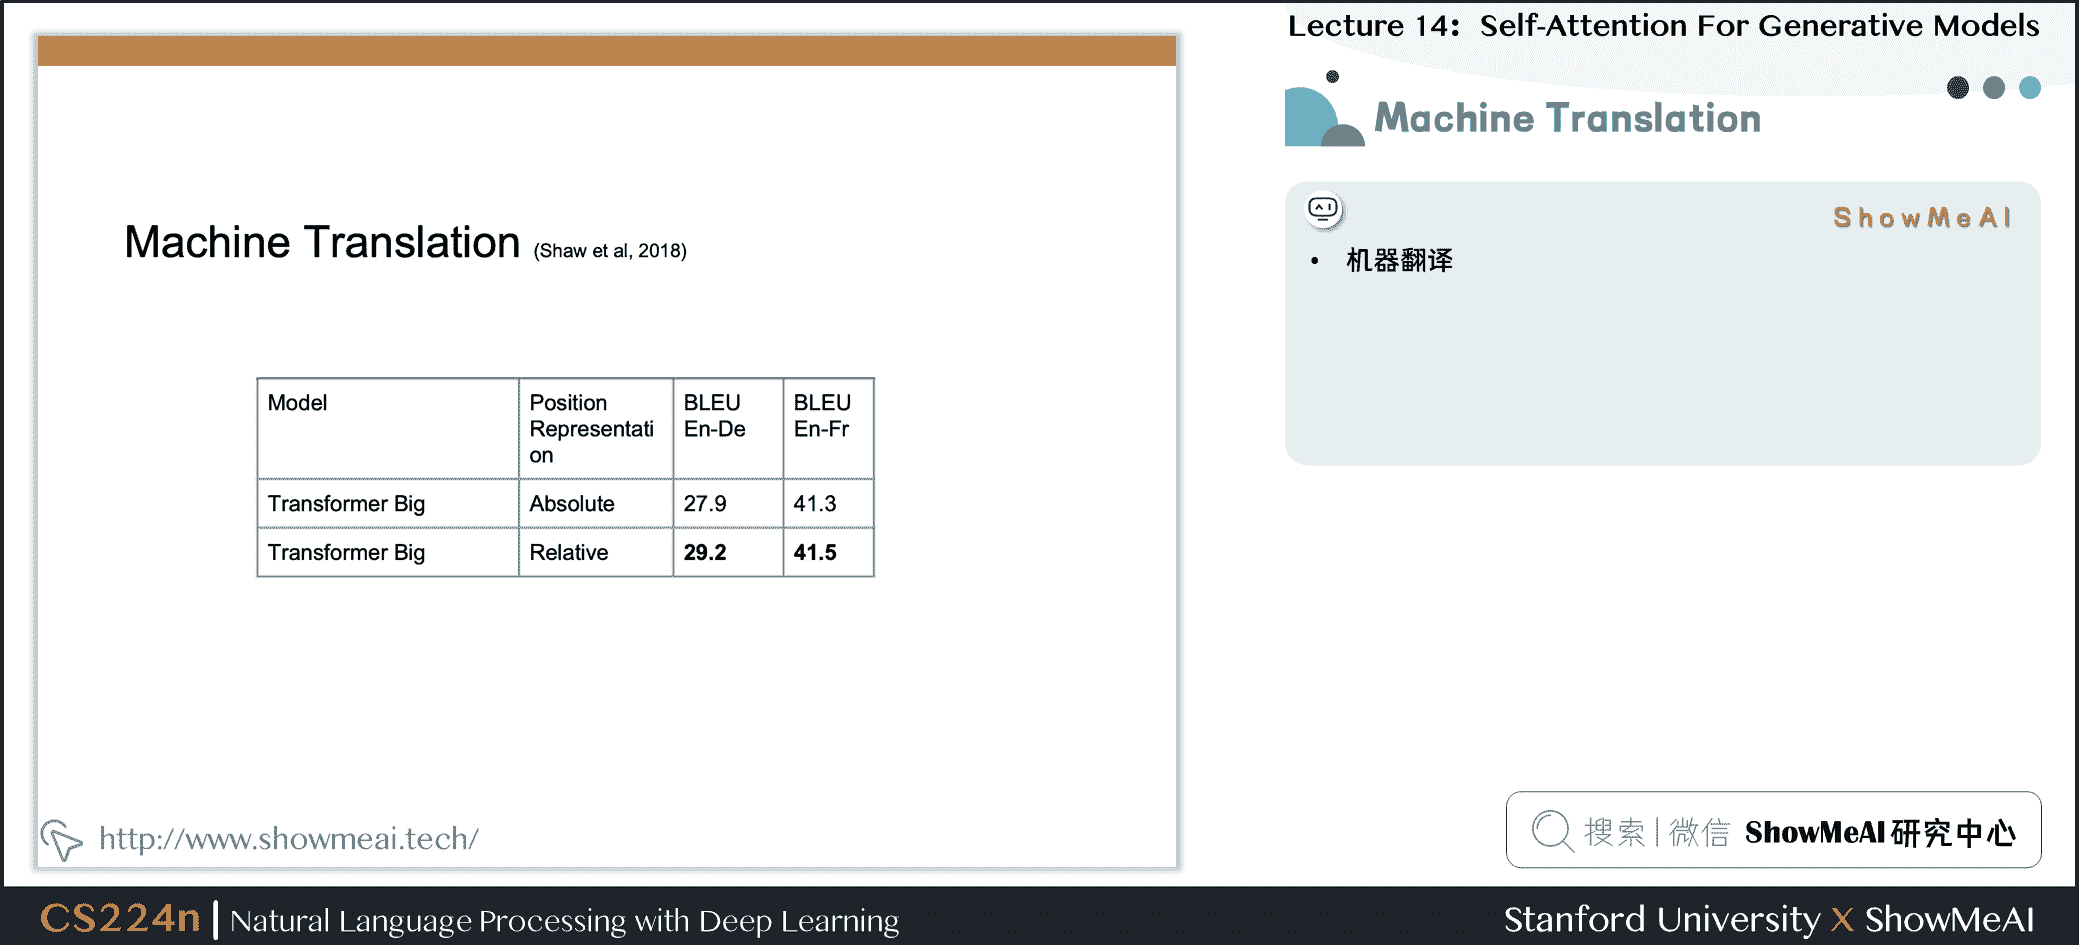 Lecture 14: Self-Attention For Generative Models
Machine Translation
ShowMeAI
• 机器翻译
Machine Translation (Shaw et al, 2018)
Model Position Representati on BLEU En-De BLEU En-Fr
Transformer Big Absolute 27.9 41.3
Transformer Big Relative 29.2 41.5
http://www.showmeai.tech/
搜索|微信 ShowMeAI研究中心
CS224n | Natural Language Processing with Deep Learning
Stanford University X ShowMeAI